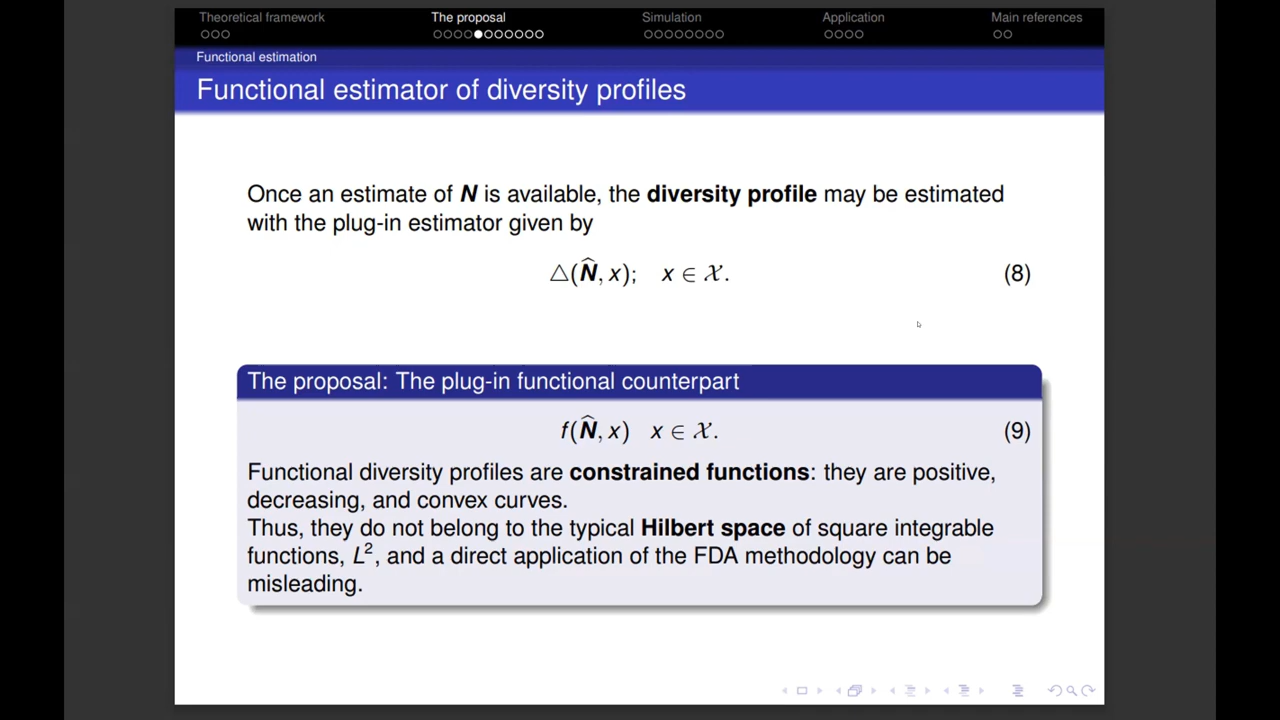 Theoretical framework The proposal Simulation Application Main references
Functional estimation
Functional estimator of diversity profiles
Once an estimate of N is available, the diversity profile may be estimated
with the plug-in estimator given by
△(N̂, x); x ∈ 𝒳. (8)
The proposal: The plug-in functional counterpart
f(N̂, x) x ∈ 𝒳. (9)
Functional diversity profiles are constrained functions: they are positive,
decreasing, and convex curves.
Thus, they do not belong to the typical Hilbert space of square integrable
functions, L², and a direct application of the FDA methodology can be
misleading.